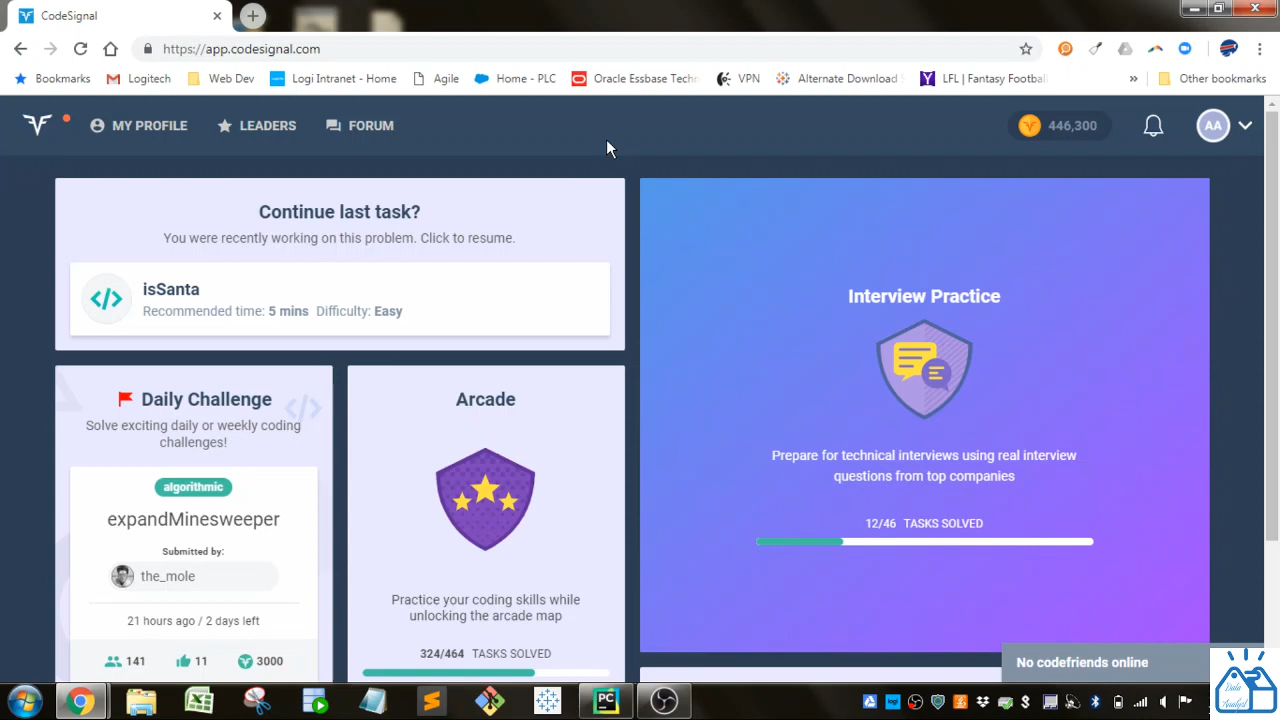 CodeSignal
https://app.codesignal.com
Bookmarks
Logitech
Web Dev
Logi Intranet - Home
Agile
Home - PLC
Oracle Essbase Techn
VPN
Alternate Download
LFL | Fantasy Football
»
Other bookmarks
MY PROFILE
LEADERS
FORUM
446,300
AA
Continue last task?
You were recently working on this problem. Click to resume.
</>
isSanta
Recommended time: 5 mins Difficulty: Easy
Daily Challenge
Solve exciting daily or weekly coding
challenges!
algorithmic
expandMinesweeper
Submitted by:
the_mole
21 hours ago / 2 days left
141
11
3000
Arcade
Practice your coding skills while
unlocking the arcade map
324/464 TASKS SOLVED
Interview Practice
Prepare for technical interviews using real interview
questions from top companies
12/46 TASKS SOLVED
No codefriends online
PC
Data
Analyst